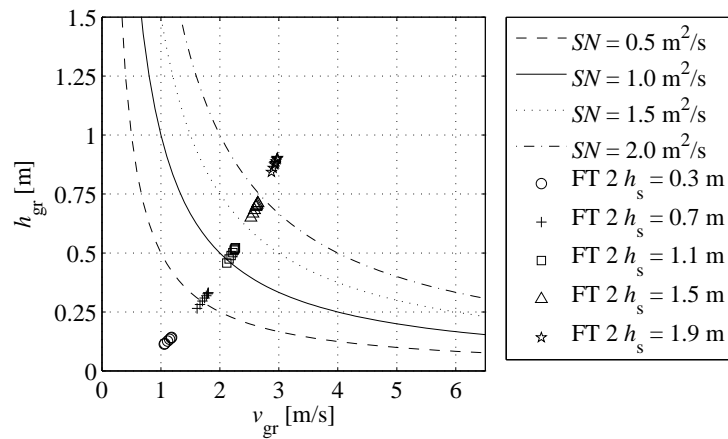 1.5
1.25
1
0.75
0.5
0.25
0
0 1 2 3 4 5 6
h_gr [m]
v_gr [m/s]
SN = 0.5 m²/s
SN = 1.0 m²/s
SN = 1.5 m²/s
SN = 2.0 m²/s
FT 2 h_s = 0.3 m
FT 2 h_s = 0.7 m
FT 2 h_s = 1.1 m
FT 2 h_s = 1.5 m
FT 2 h_s = 1.9 m